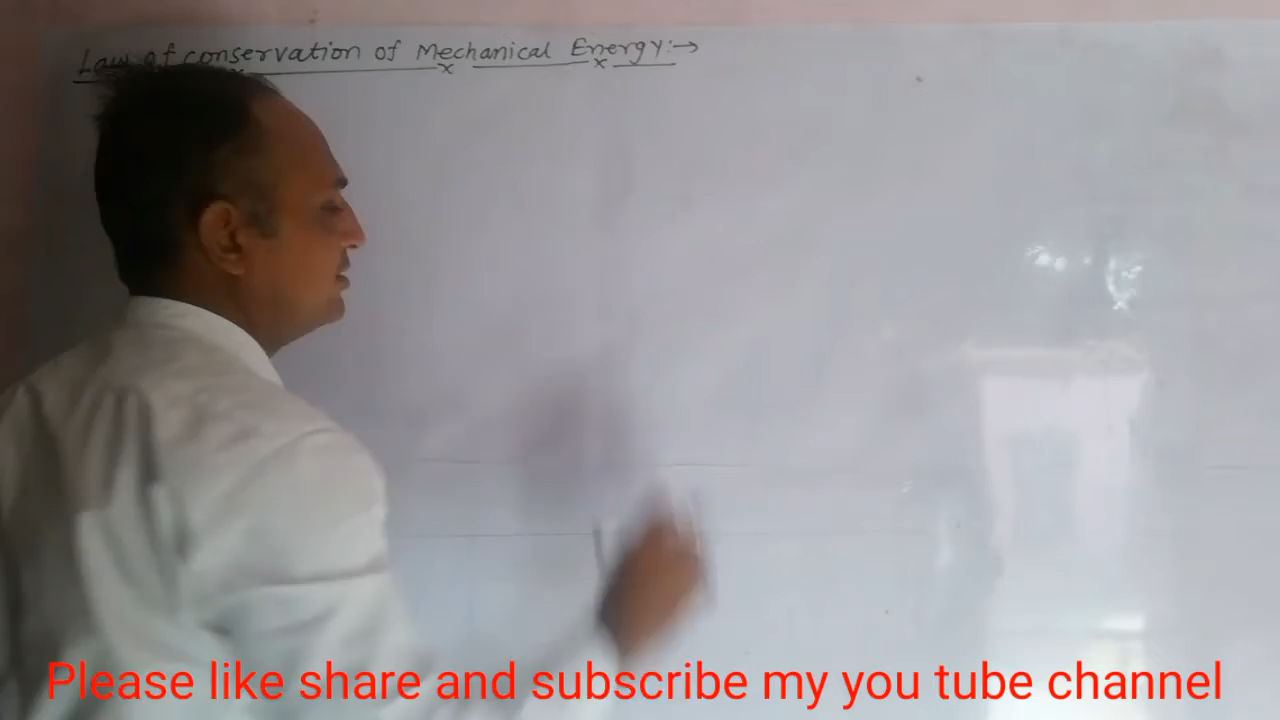 Law of conservation of Mechanical Energy:→
Please like share and subscribe my you tube channel